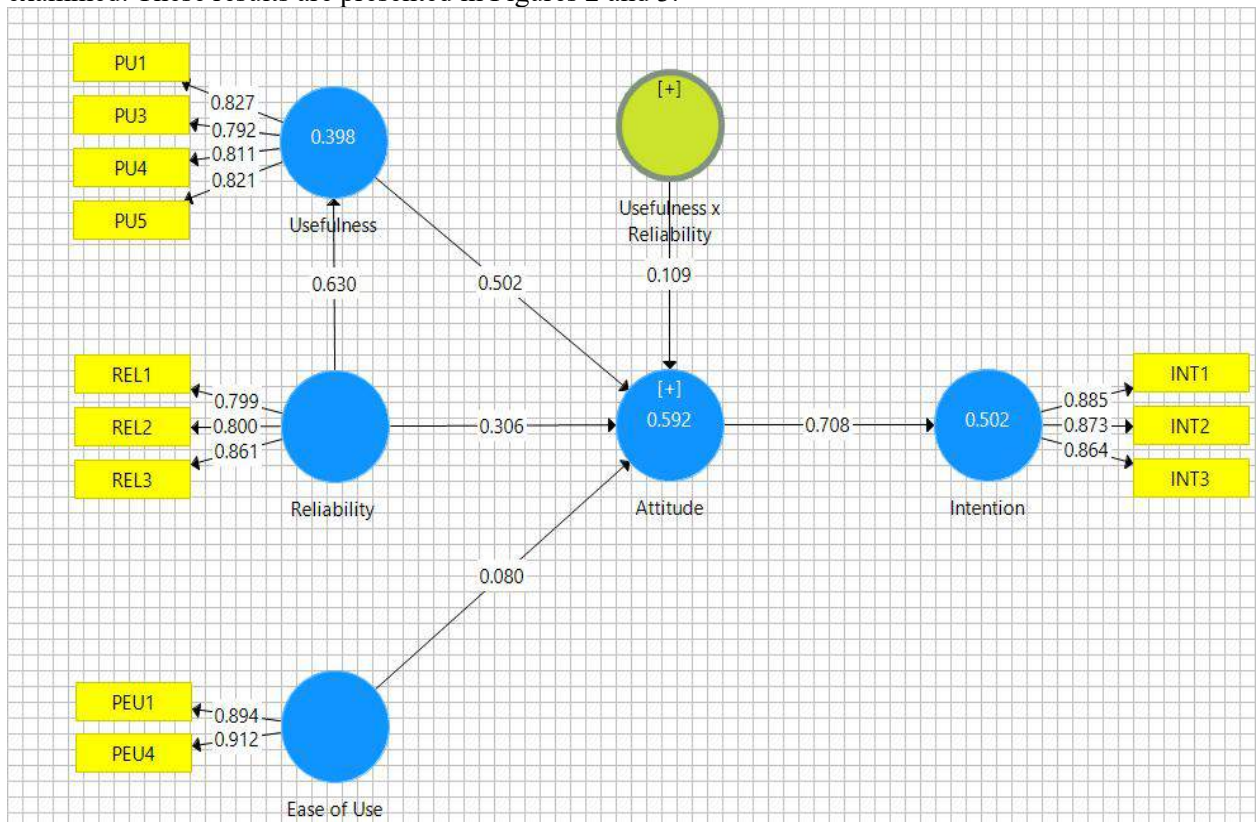 examined. These results are presented in Figures 2 and 3.
PU1
PU3
PU4
PU5
0.827
0.792
0.811
0.821
0.398
Usefulness
[+]
Usefulness x
Reliability
0.630
0.502
0.109
REL1
REL2
REL3
0.799
0.800
0.861
Reliability
0.306
[+]
0.592
Attitude
0.708
0.502
Intention
0.885
0.873
0.864
INT1
INT2
INT3
0.080
PEU1
PEU4
0.894
0.912
Ease of Use